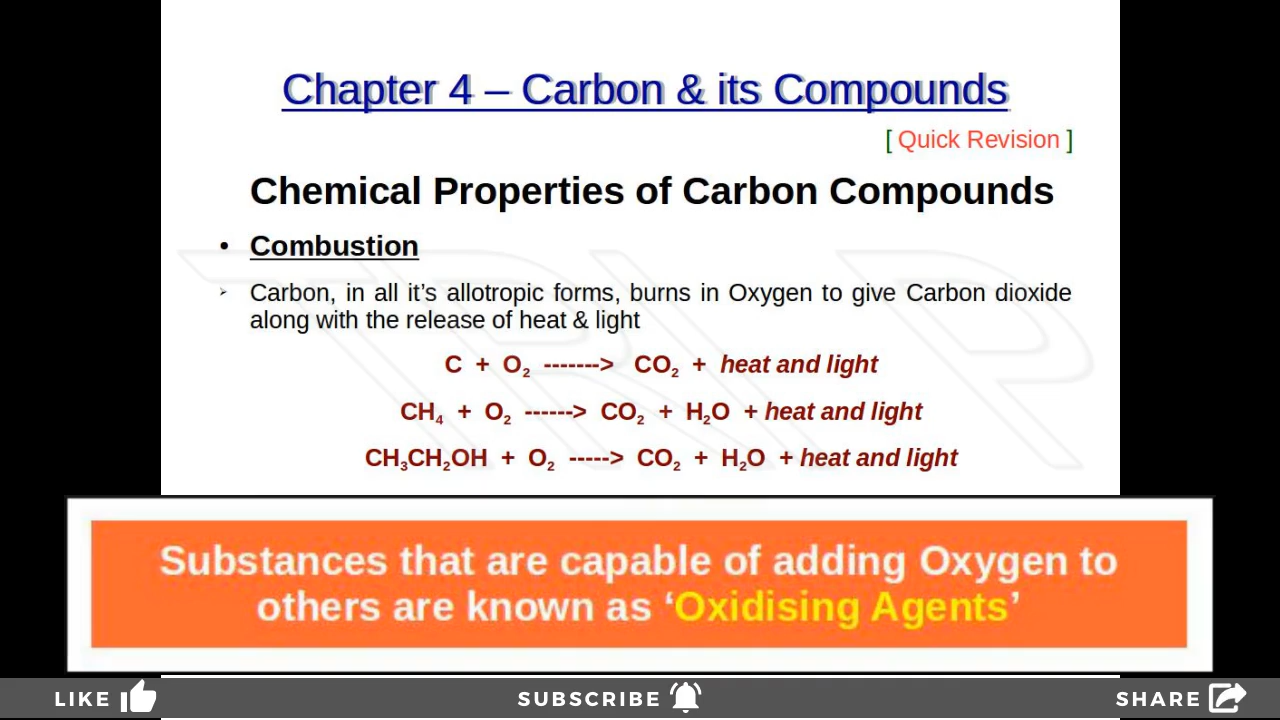 Chapter 4 – Carbon & its Compounds
[ Quick Revision ]
Chemical Properties of Carbon Compounds
• Combustion
➢ Carbon, in all it’s allotropic forms, burns in Oxygen to give Carbon dioxide
along with the release of heat & light
C + O₂ -------> CO₂ + heat and light
CH₄ + O₂ ------> CO₂ + H₂O + heat and light
CH₃CH₂OH + O₂ -----> CO₂ + H₂O + heat and light
Substances that are capable of adding Oxygen to
others are known as ‘Oxidising Agents’
LIKE SUBSCRIBE SHARE